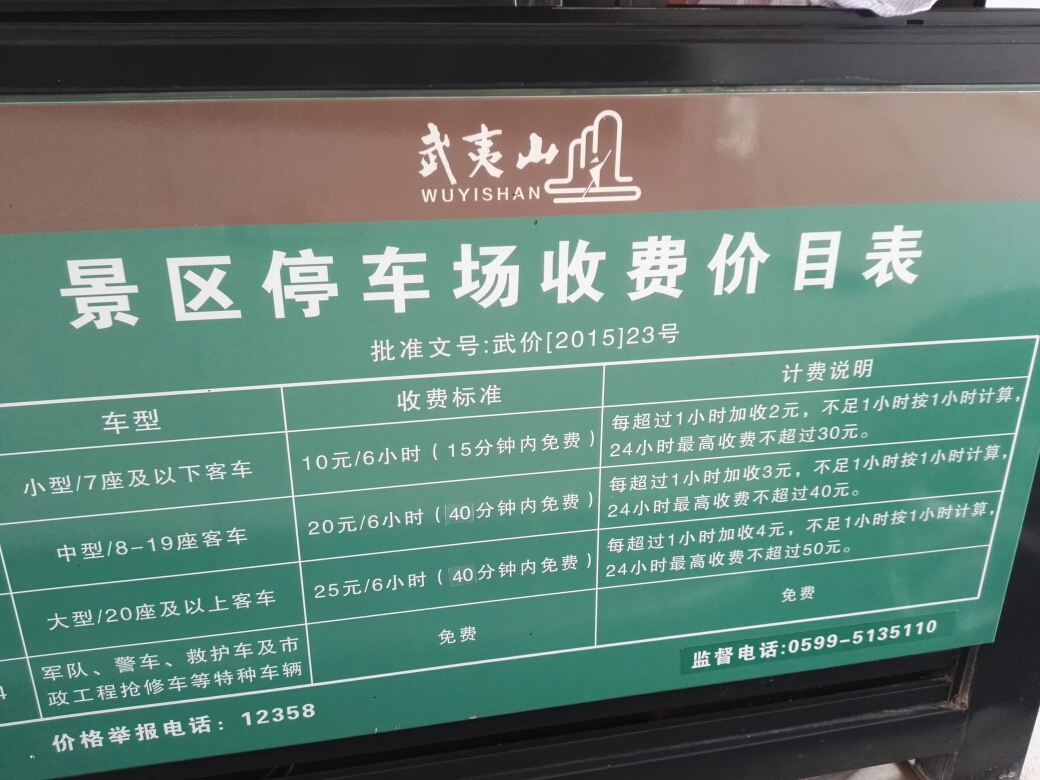 武夷山
WUYISHAN
景区停车场收费价目表
批准文号:武价[2015]23号
车型 收费标准 计费说明
小型/7座及以下客车 10元/6小时（15分钟内免费） 每超过1小时加收2元，不足1小时按1小时计算，
24小时最高收费不超过30元。
中型/8-19座客车 20元/6小时（40分钟内免费） 每超过1小时加收3元，不足1小时按1小时计算，
24小时最高收费不超过40元。
大型/20座及以上客车 25元/6小时（40分钟内免费） 每超过1小时加收4元，不足1小时按1小时计算，
24小时最高收费不超过50元。
4 军队、警车、救护车及市 免费 免费
政工程抢修车等特种车辆
价格举报电话：12358
监督电话:0599-5135110